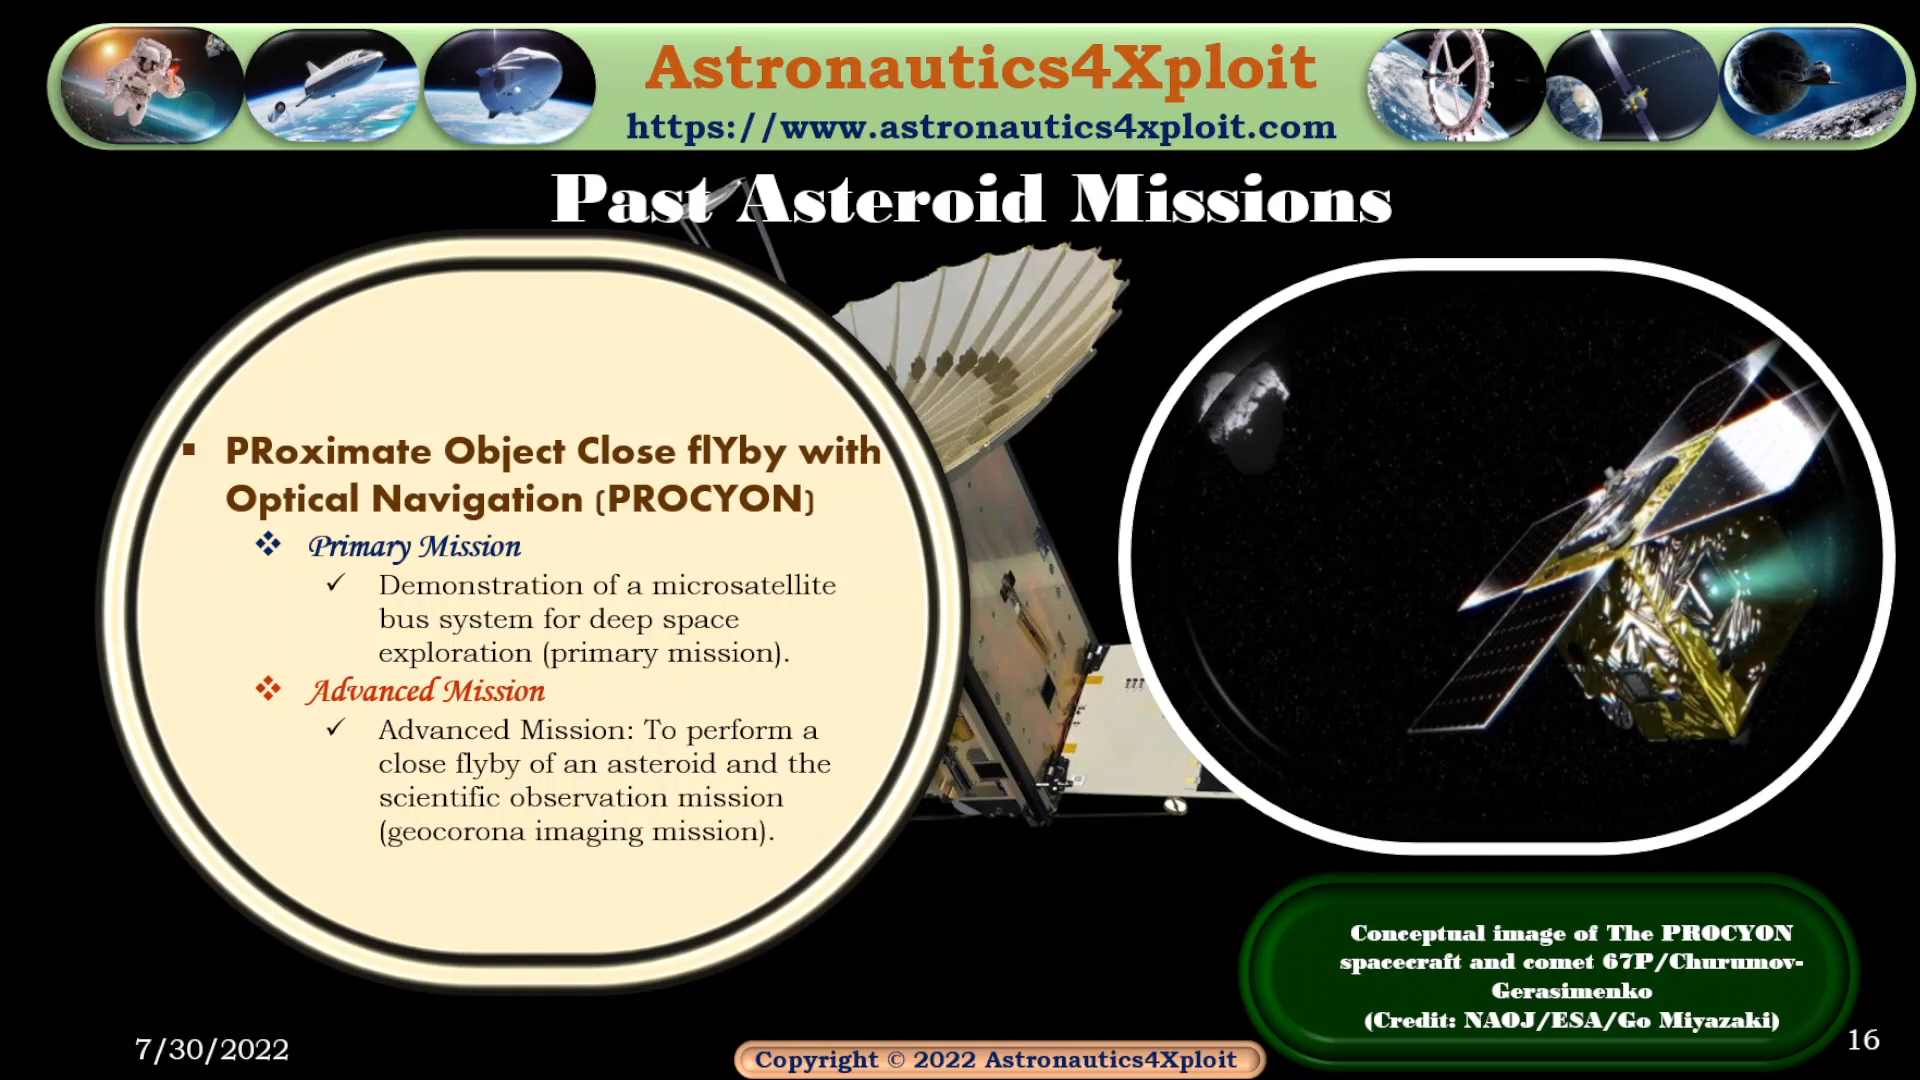 Astronautics4Xploit
https://www.astronautics4xploit.com
Past Asteroid Missions
▪ PRoximate Object Close flYby with
Optical Navigation (PROCYON)
❖ Primary Mission
✓ Demonstration of a microsatellite
bus system for deep space
exploration (primary mission).
❖ Advanced Mission
✓ Advanced Mission: To perform a
close flyby of an asteroid and the
scientific observation mission
(geocorona imaging mission).
Conceptual image of The PROCYON
spacecraft and comet 67P/Churumov-
Gerasimenko
(Credit: NAOJ/ESA/Go Miyazaki)
7/30/2022
Copyright © 2022 Astronautics4Xploit
16